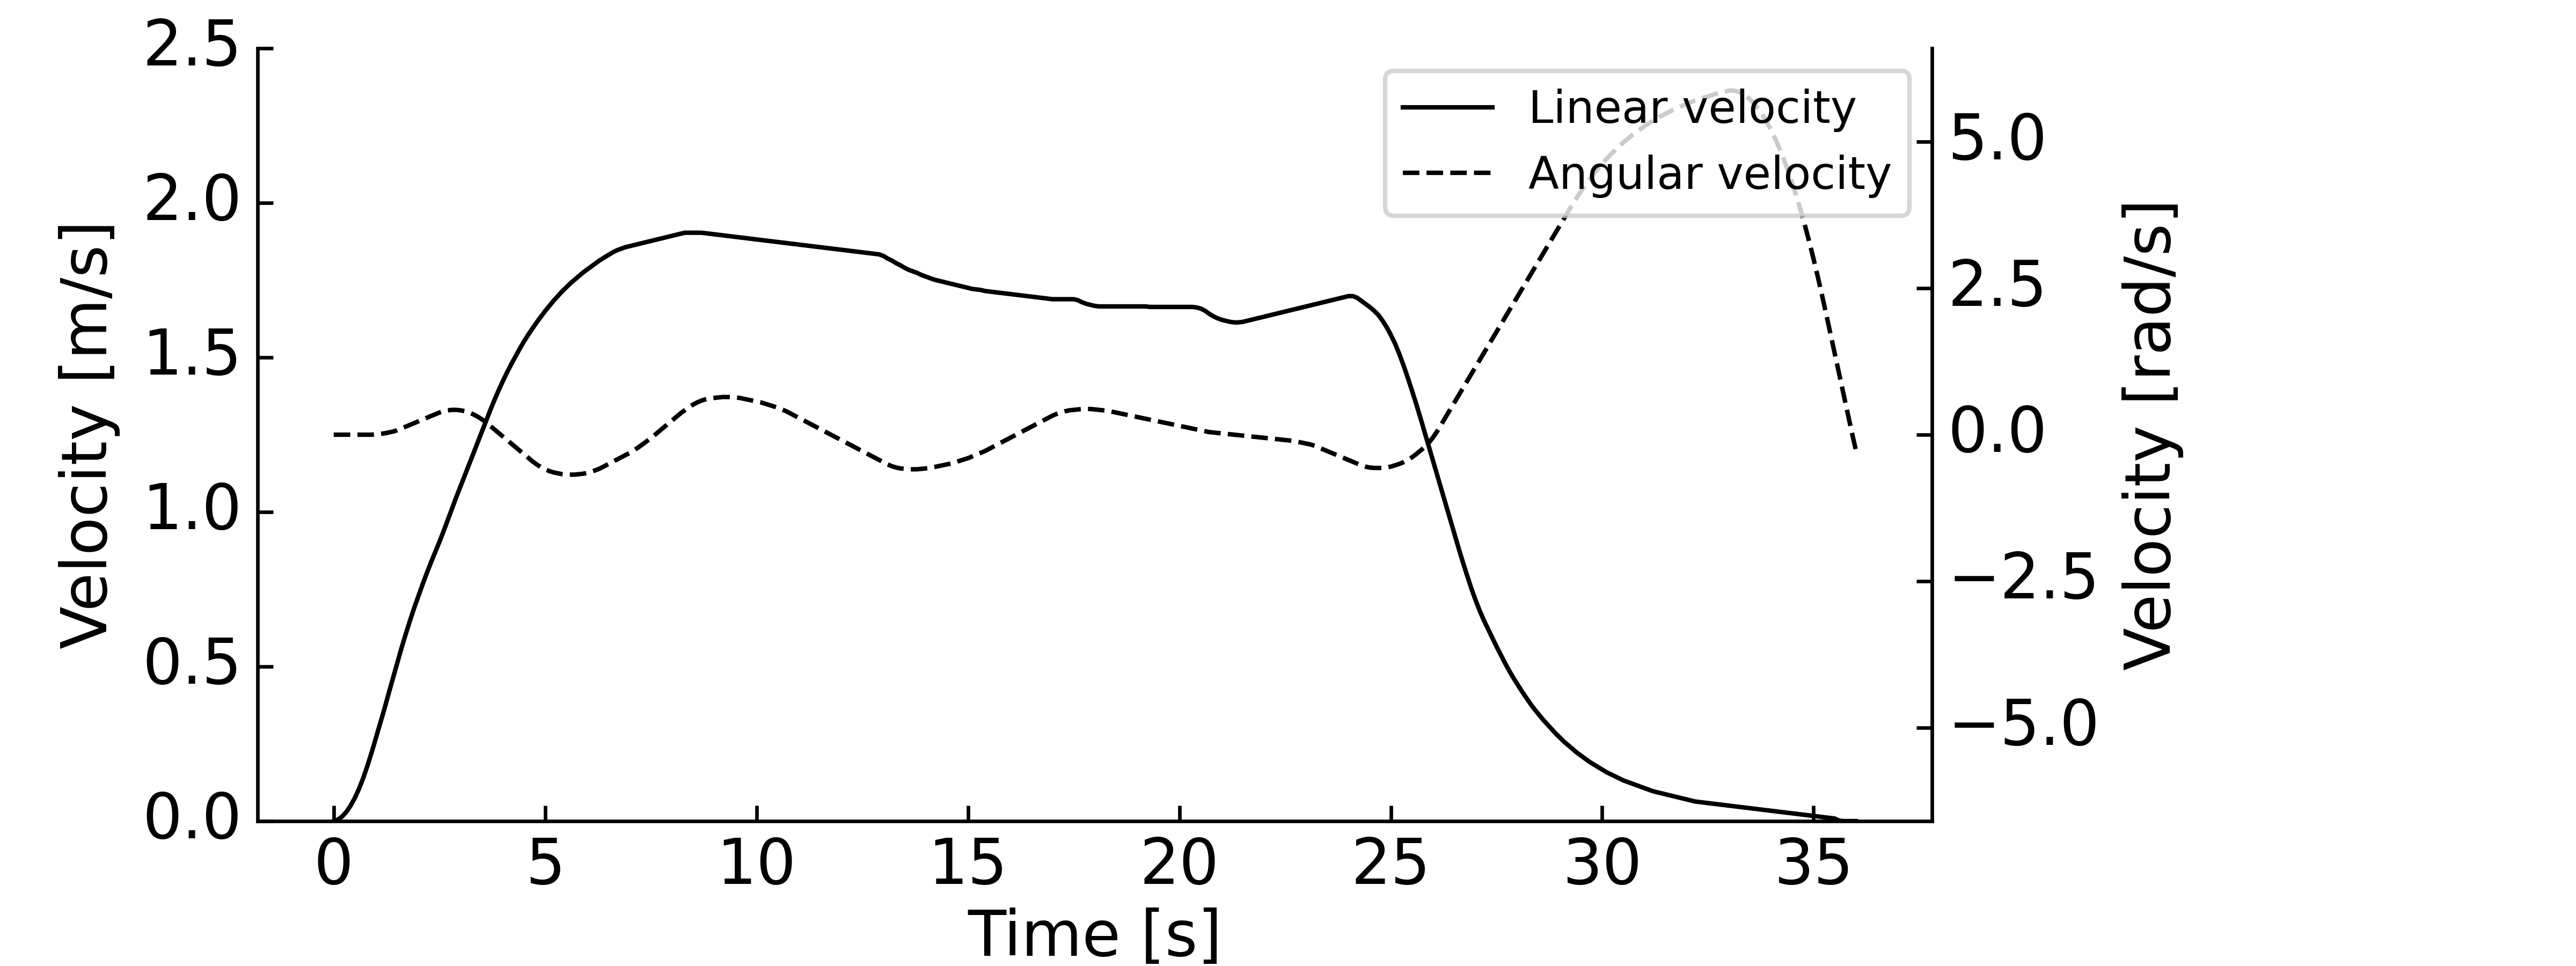 2.5
2.0
1.5
1.0
0.5
0.0
Velocity [m/s]
Linear velocity
Angular velocity
5.0
2.5
0.0
−2.5
−5.0
Velocity [rad/s]
0 5 10 15 20 25 30 35
Time [s]